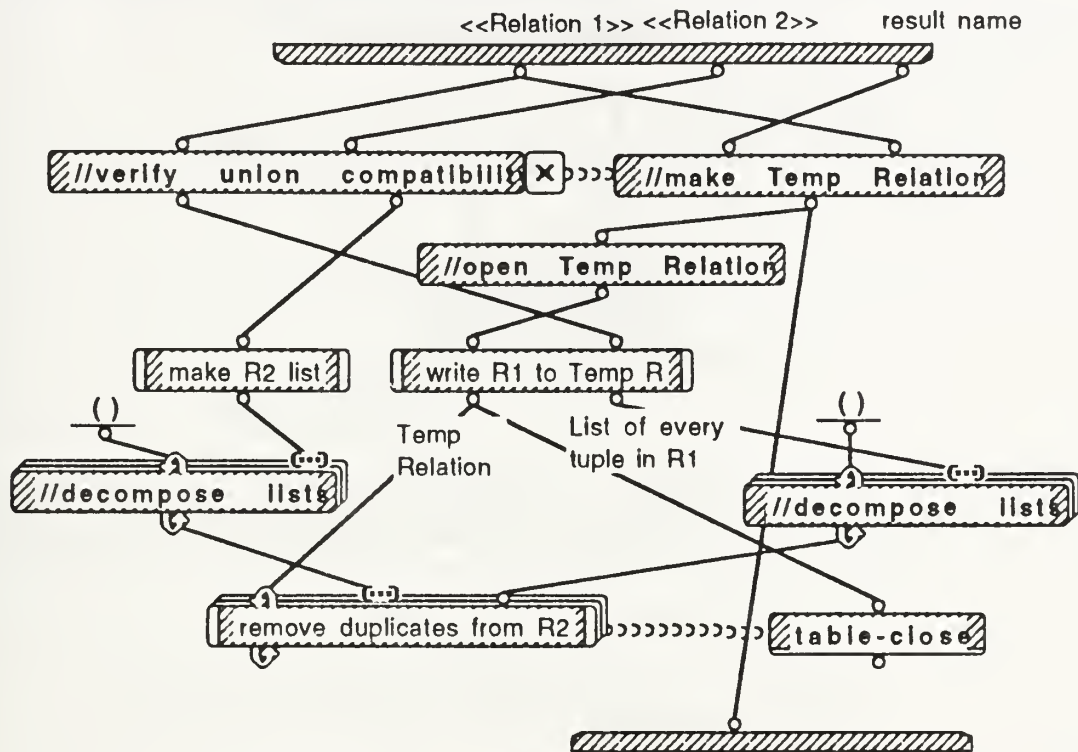 <<Relation 1>> <<Relation 2>> result name
//verify union compatibili
//make Temp Relation
//open Temp Relation
make R2 list
write R1 to Temp R
( )
Temp
Relation
List of every
tuple in R1
( )
//decompose lists
//decompose lists
remove duplicates from R2
table-close